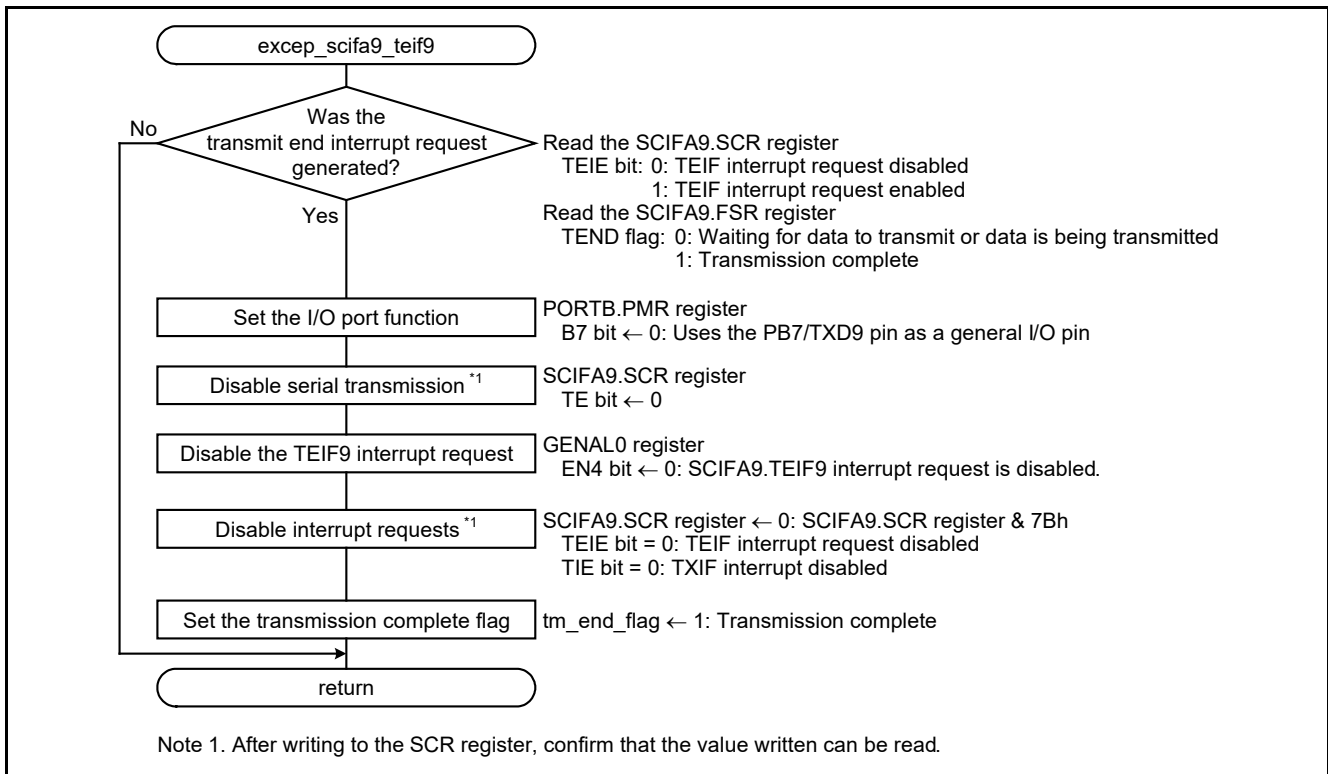 excep_scifa9_teif9
Was the
transmit end interrupt request
generated?
No
Yes
Read the SCIFA9.SCR register
TEIE bit: 0: TEIF interrupt request disabled
1: TEIF interrupt request enabled
Read the SCIFA9.FSR register
TEND flag: 0: Waiting for data to transmit or data is being transmitted
1: Transmission complete
Set the I/O port function
PORTB.PMR register
B7 bit ← 0: Uses the PB7/TXD9 pin as a general I/O pin
Disable serial transmission *1
SCIFA9.SCR register
TE bit ← 0
Disable the TEIF9 interrupt request
GENAL0 register
EN4 bit ← 0: SCIFA9.TEIF9 interrupt request is disabled.
Disable interrupt requests *1
SCIFA9.SCR register ← 0: SCIFA9.SCR register & 7Bh
TEIE bit = 0: TEIF interrupt request disabled
TIE bit = 0: TXIF interrupt disabled
Set the transmission complete flag
tm_end_flag ← 1: Transmission complete
return
Note 1. After writing to the SCR register, confirm that the value written can be read.